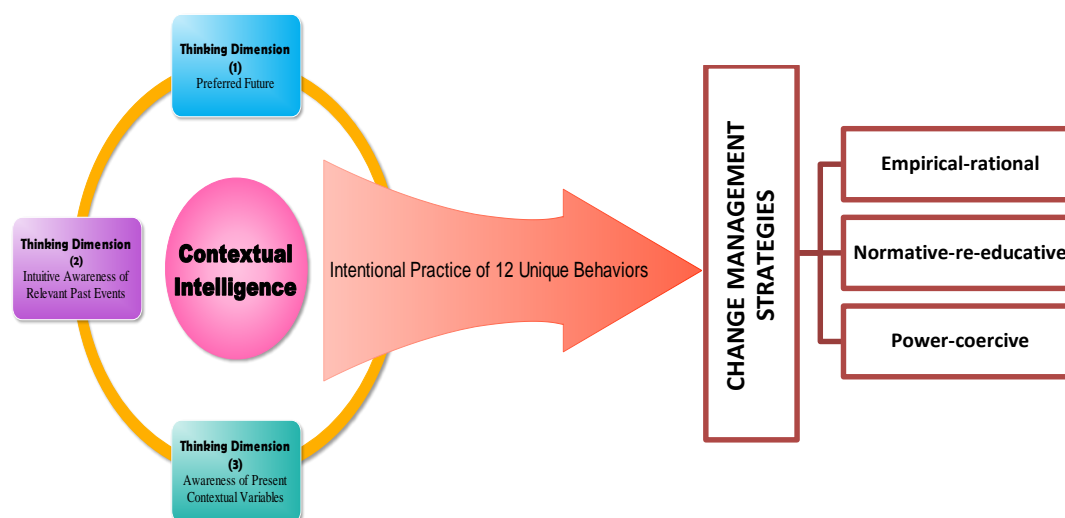 Thinking Dimension
(1)
Preferred Future
Thinking Dimension
(2)
Intuitive Awareness of
Relevant Past Events
Contextual
Intelligence
Thinking Dimension
(3)
Awareness of Present
Contextual Variables
Intentional Practice of 12 Unique Behaviors
CHANGE MANAGEMENT
STRATEGIES
Empirical-rational
Normative-re-educative
Power-coercive